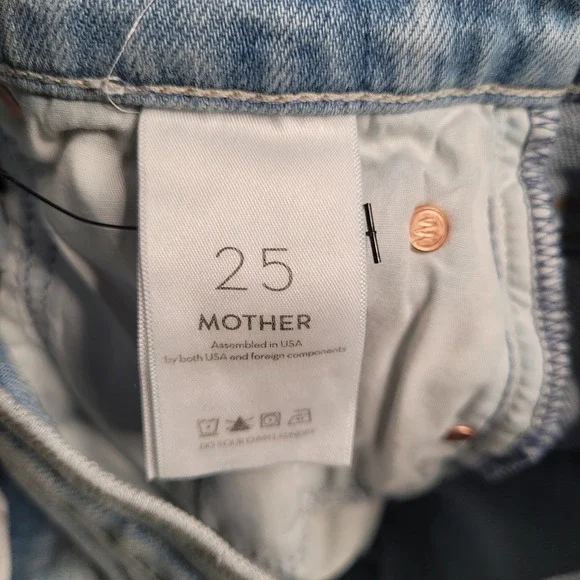 25
MOTHER
Assembled in USA
by both USA and foreign components
DO YOUR OWN LAUNDRY
M